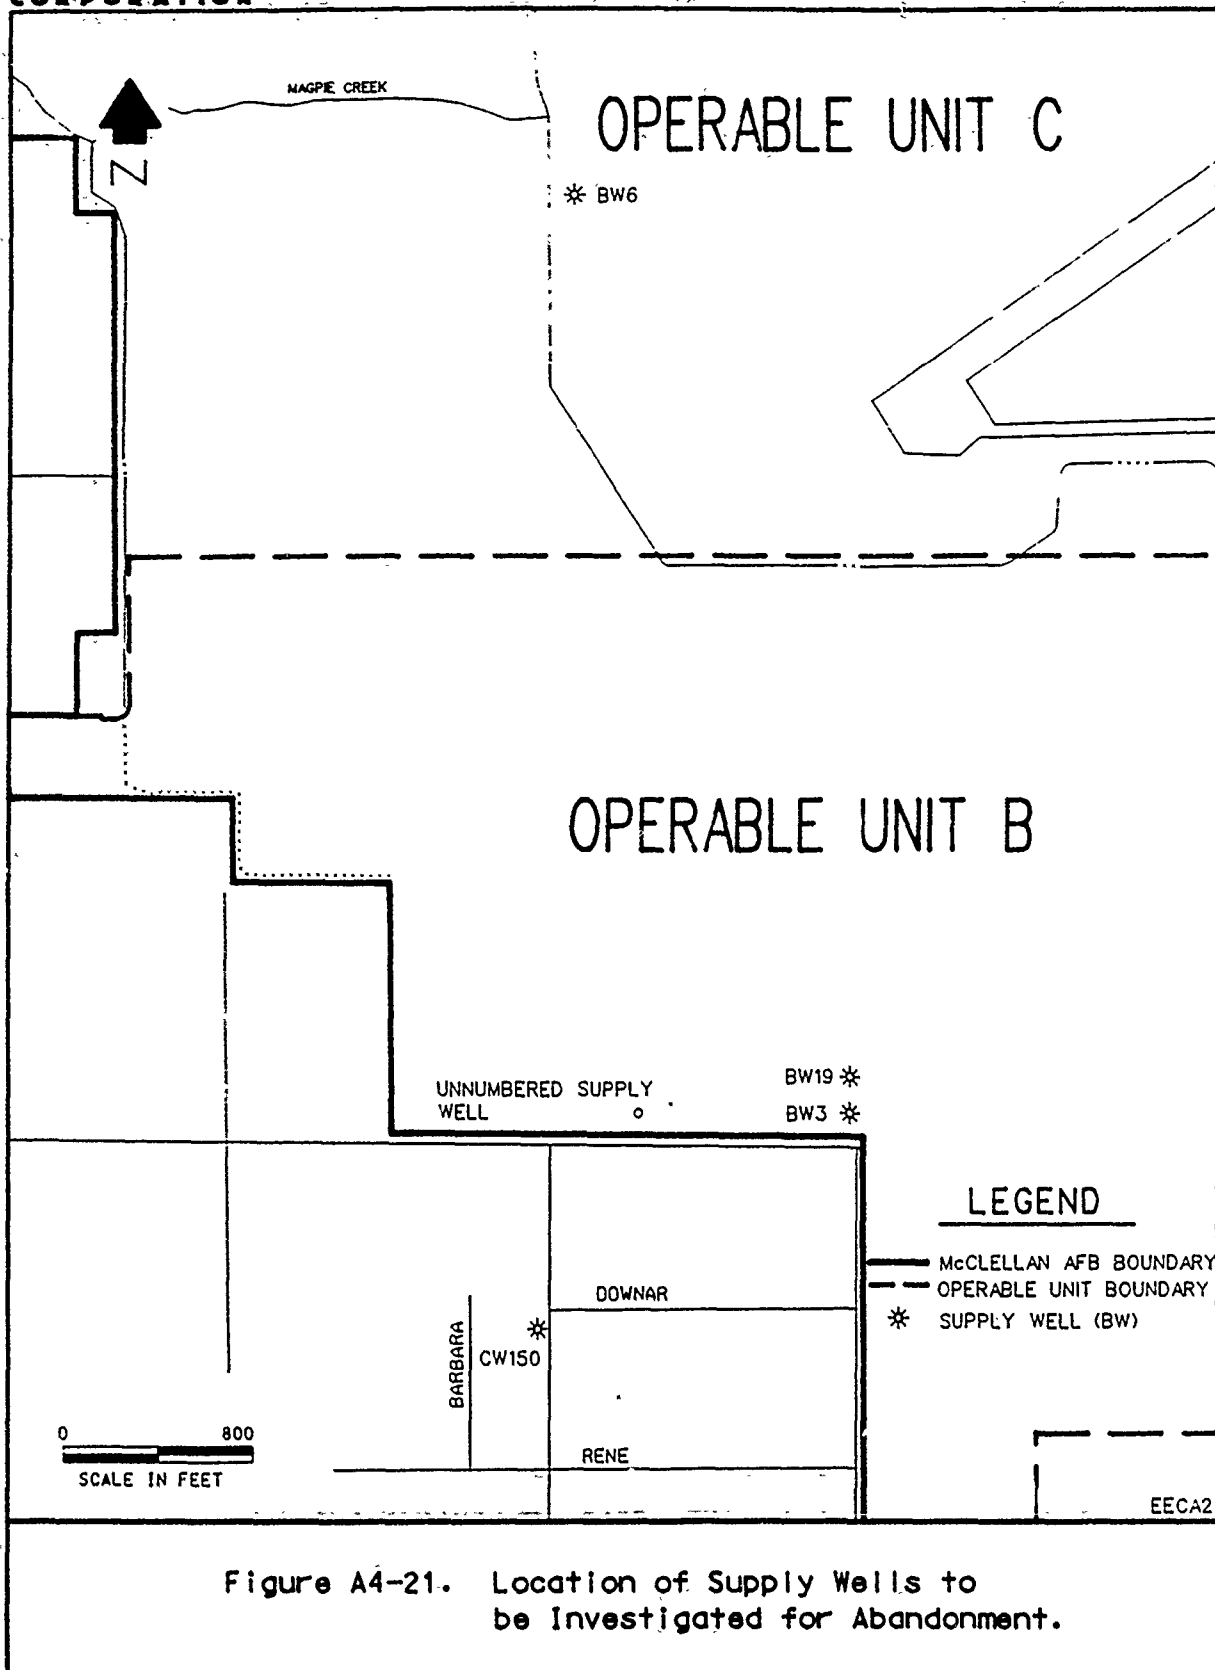 CORPORATION
MAGPIE CREEK
OPERABLE UNIT C
N
BW6
OPERABLE UNIT B
UNNUMBERED SUPPLY
WELL
BW19
BW3
LEGEND
McCLELLAN AFB BOUNDARY
OPERABLE UNIT BOUNDARY
SUPPLY WELL (BW)
DOWNAR
BARBARA
CW150
RENE
0 800
SCALE IN FEET
EECA2
Figure A4-21. Location of Supply Wells to
be Investigated for Abandonment.